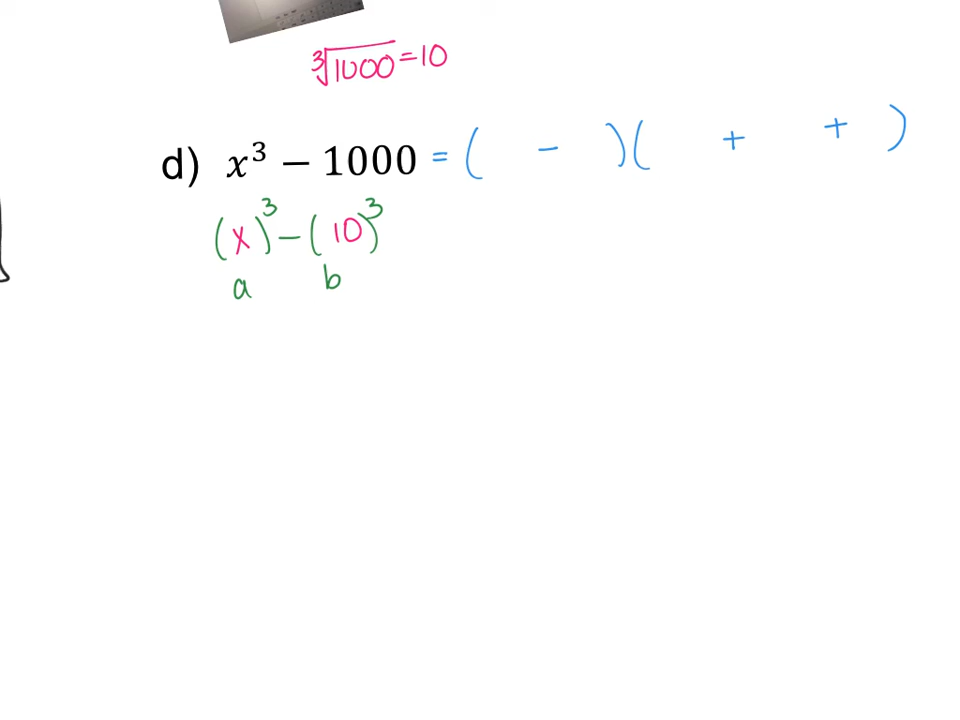 ∛1000 = 10
d) x³ − 1000 = (   −   )(   +   +   )
(x)³ − (10)³
a b